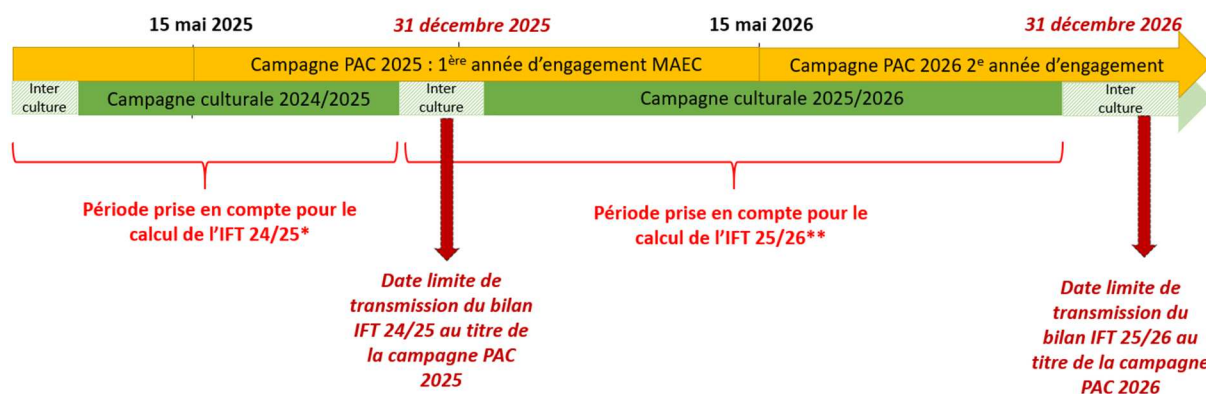 15 mai 2025
31 décembre 2025
15 mai 2026
31 décembre 2026
Campagne PAC 2025 : 1ère année d'engagement MAEC
Campagne PAC 2026 2e année d'engagement
Inter
culture
Campagne culturale 2024/2025
Inter
culture
Campagne culturale 2025/2026
Inter
culture
Période prise en compte pour le
calcul de l'IFT 24/25*
Période prise en compte pour le
calcul de l'IFT 25/26**
Date limite de
transmission du bilan
IFT 24/25 au titre de
la campagne PAC
2025
Date limite de
transmission du
bilan IFT 25/26 au
titre de la campagne
PAC 2026